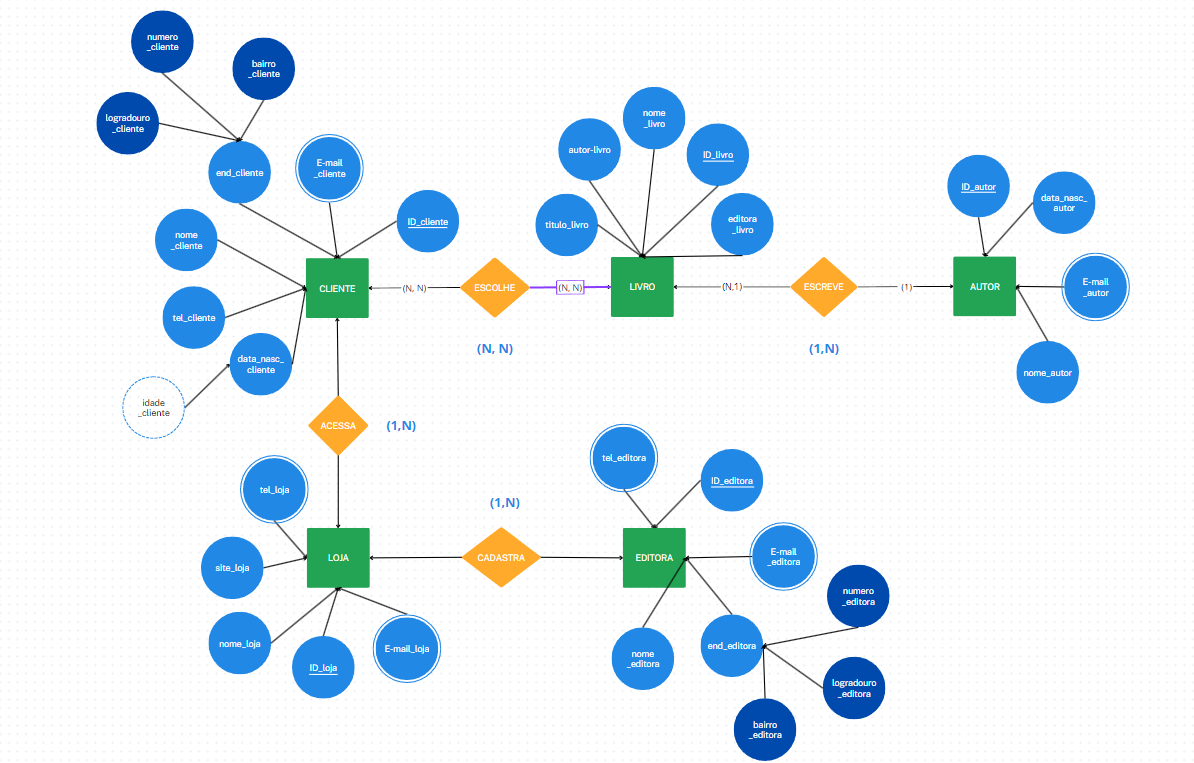 numero
_cliente
bairro
_cliente
logradouro
_cliente
end_cliente
E-mail
_cliente
ID_cliente
nome
_cliente
tel_cliente
data_nasc_
cliente
idade
_cliente
CLIENTE
(N, N)
ESCOLHE
(N, N)
(N, N)
nome
_livro
autor-livro
ID_livro
titulo_livro
editora
_livro
LIVRO
(N,1)
ESCREVE
(1)
(1,N)
ID_autor
data_nasc_
autor
AUTOR
E-mail
_autor
nome_autor
ACESSA
(1,N)
tel_loja
site_loja
LOJA
nome_loja
ID_loja
E-mail_loja
(1,N)
CADASTRA
tel_editora
ID_editora
EDITORA
E-mail
_editora
numero
_editora
nome
_editora
end_editora
logradouro
_editora
bairro
_editora